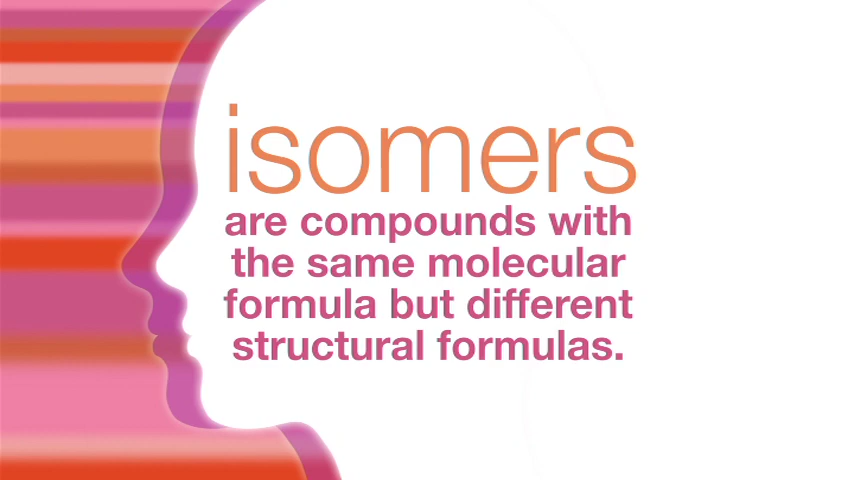 isomers
are compounds with
the same molecular
formula but different
structural formulas.